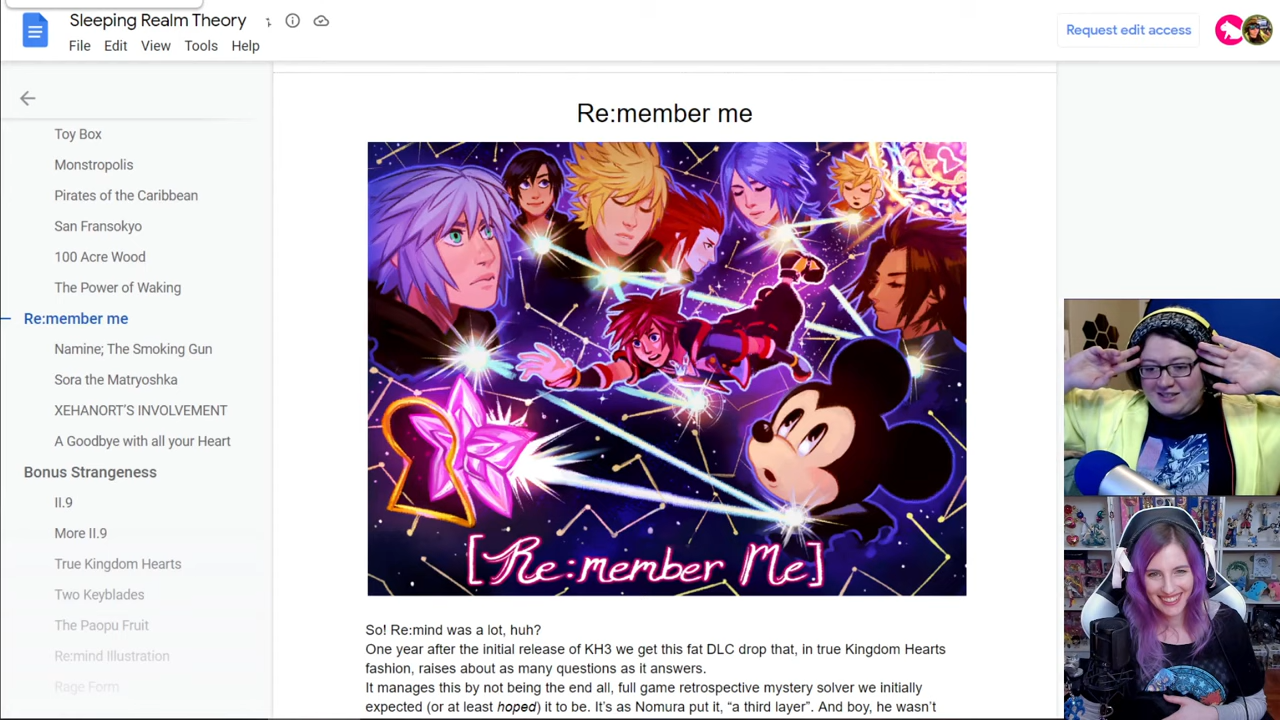 Sleeping Realm Theory
File Edit View Tools Help
Request edit access
Toy Box
Monstropolis
Pirates of the Caribbean
San Fransokyo
100 Acre Wood
The Power of Waking
Re:member me
Namine; The Smoking Gun
Sora the Matryoshka
XEHANORT'S INVOLVEMENT
A Goodbye with all your Heart
Bonus Strangeness
II.9
More II.9
True Kingdom Hearts
Two Keyblades
The Paopu Fruit
Re:mind Illustration
Rage Form
Re:member me
[Re:member Me]
So! Re:mind was a lot, huh?
One year after the initial release of KH3 we get this fat DLC drop that, in true Kingdom Hearts
fashion, raises about as many questions as it answers.
It manages this by not being the end all, full game retrospective mystery solver we initially
expected (or at least hoped) it to be. It's as Nomura put it, “a third layer”. And boy, he wasn't